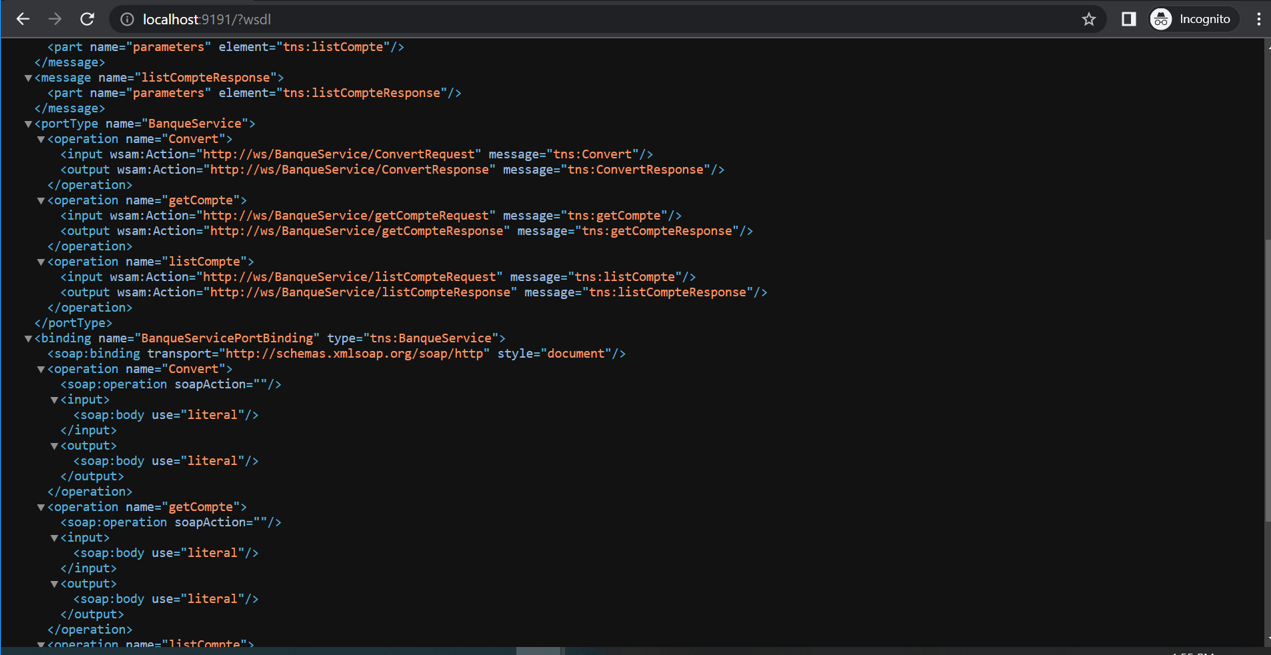 localhost:9191/?wsdl
Incognito
<part name="parameters" element="tns:listCompte"/>
</message>
▼<message name="listCompteResponse">
<part name="parameters" element="tns:listCompteResponse"/>
</message>
▼<portType name="BanqueService">
▼<operation name="Convert">
<input wsam:Action="http://ws/BanqueService/ConvertRequest" message="tns:Convert"/>
<output wsam:Action="http://ws/BanqueService/ConvertResponse" message="tns:ConvertResponse"/>
</operation>
▼<operation name="getCompte">
<input wsam:Action="http://ws/BanqueService/getCompteRequest" message="tns:getCompte"/>
<output wsam:Action="http://ws/BanqueService/getCompteResponse" message="tns:getCompteResponse"/>
</operation>
▼<operation name="listCompte">
<input wsam:Action="http://ws/BanqueService/listCompteRequest" message="tns:listCompte"/>
<output wsam:Action="http://ws/BanqueService/listCompteResponse" message="tns:listCompteResponse"/>
</operation>
</portType>
▼<binding name="BanqueServicePortBinding" type="tns:BanqueService">
<soap:binding transport="http://schemas.xmlsoap.org/soap/http" style="document"/>
▼<operation name="Convert">
<soap:operation soapAction=""/>
▼<input>
<soap:body use="literal"/>
</input>
▼<output>
<soap:body use="literal"/>
</output>
</operation>
▼<operation name="getCompte">
<soap:operation soapAction=""/>
▼<input>
<soap:body use="literal"/>
</input>
▼<output>
<soap:body use="literal"/>
</output>
</operation>
▼<operation name="listCompte">